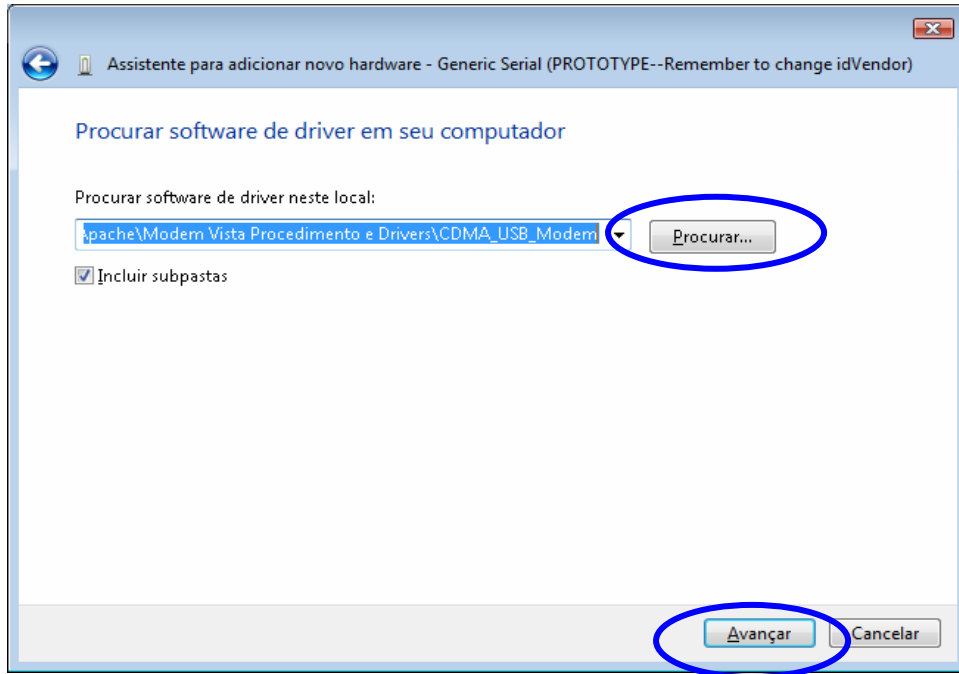 Assistente para adicionar novo hardware - Generic Serial (PROTOTYPE--Remember to change idVendor)
Procurar software de driver em seu computador
Procurar software de driver neste local:
\pache\Modem Vista Procedimento e Drivers\CDMA_USB_Modem Procurar...
Incluir subpastas
Avançar Cancelar